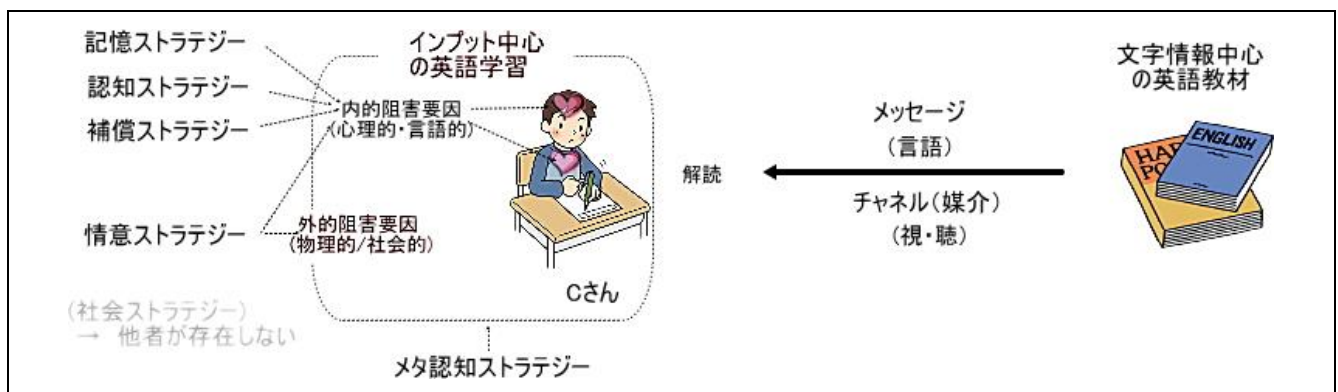 記憶ストラテジー
認知ストラテジー
補償ストラテジー
情意ストラテジー
(社会ストラテジー)
→ 他者が存在しない
インプット中心
の英語学習
内的阻害要因
(心理的・言語的)
外的阻害要因
(物理的/社会的)
Cさん
メタ認知ストラテジー
解読
メッセージ
(言語)
チャネル(媒介)
(視・聴)
文字情報中心
の英語教材
ENGLISH